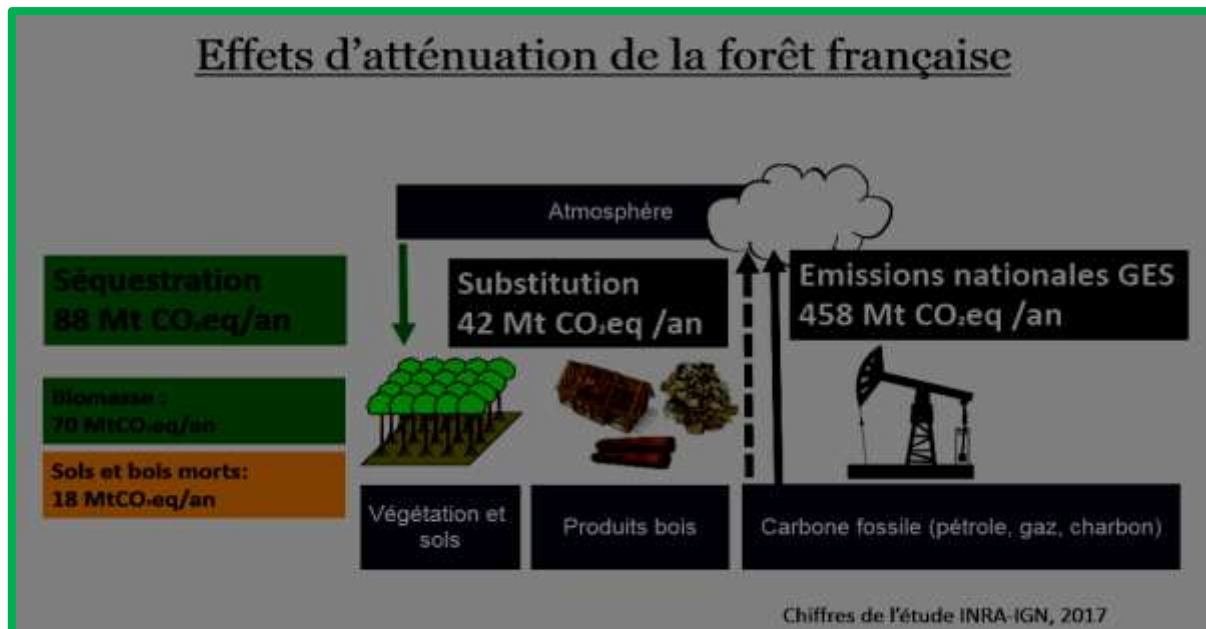 Effets d'atténuation de la forêt française
Atmosphère
Séquestration
88 Mt CO₂eq/an
Substitution
42 Mt CO₂eq /an
Emissions nationales GES
458 Mt CO₂eq /an
Biomasse :
70 MtCO₂eq/an
Sols et bois morts:
18 MtCO₂eq/an
Végétation et
sols
Produits bois
Carbone fossile (pétrole, gaz, charbon)
Chiffres de l'étude INRA-IGN, 2017